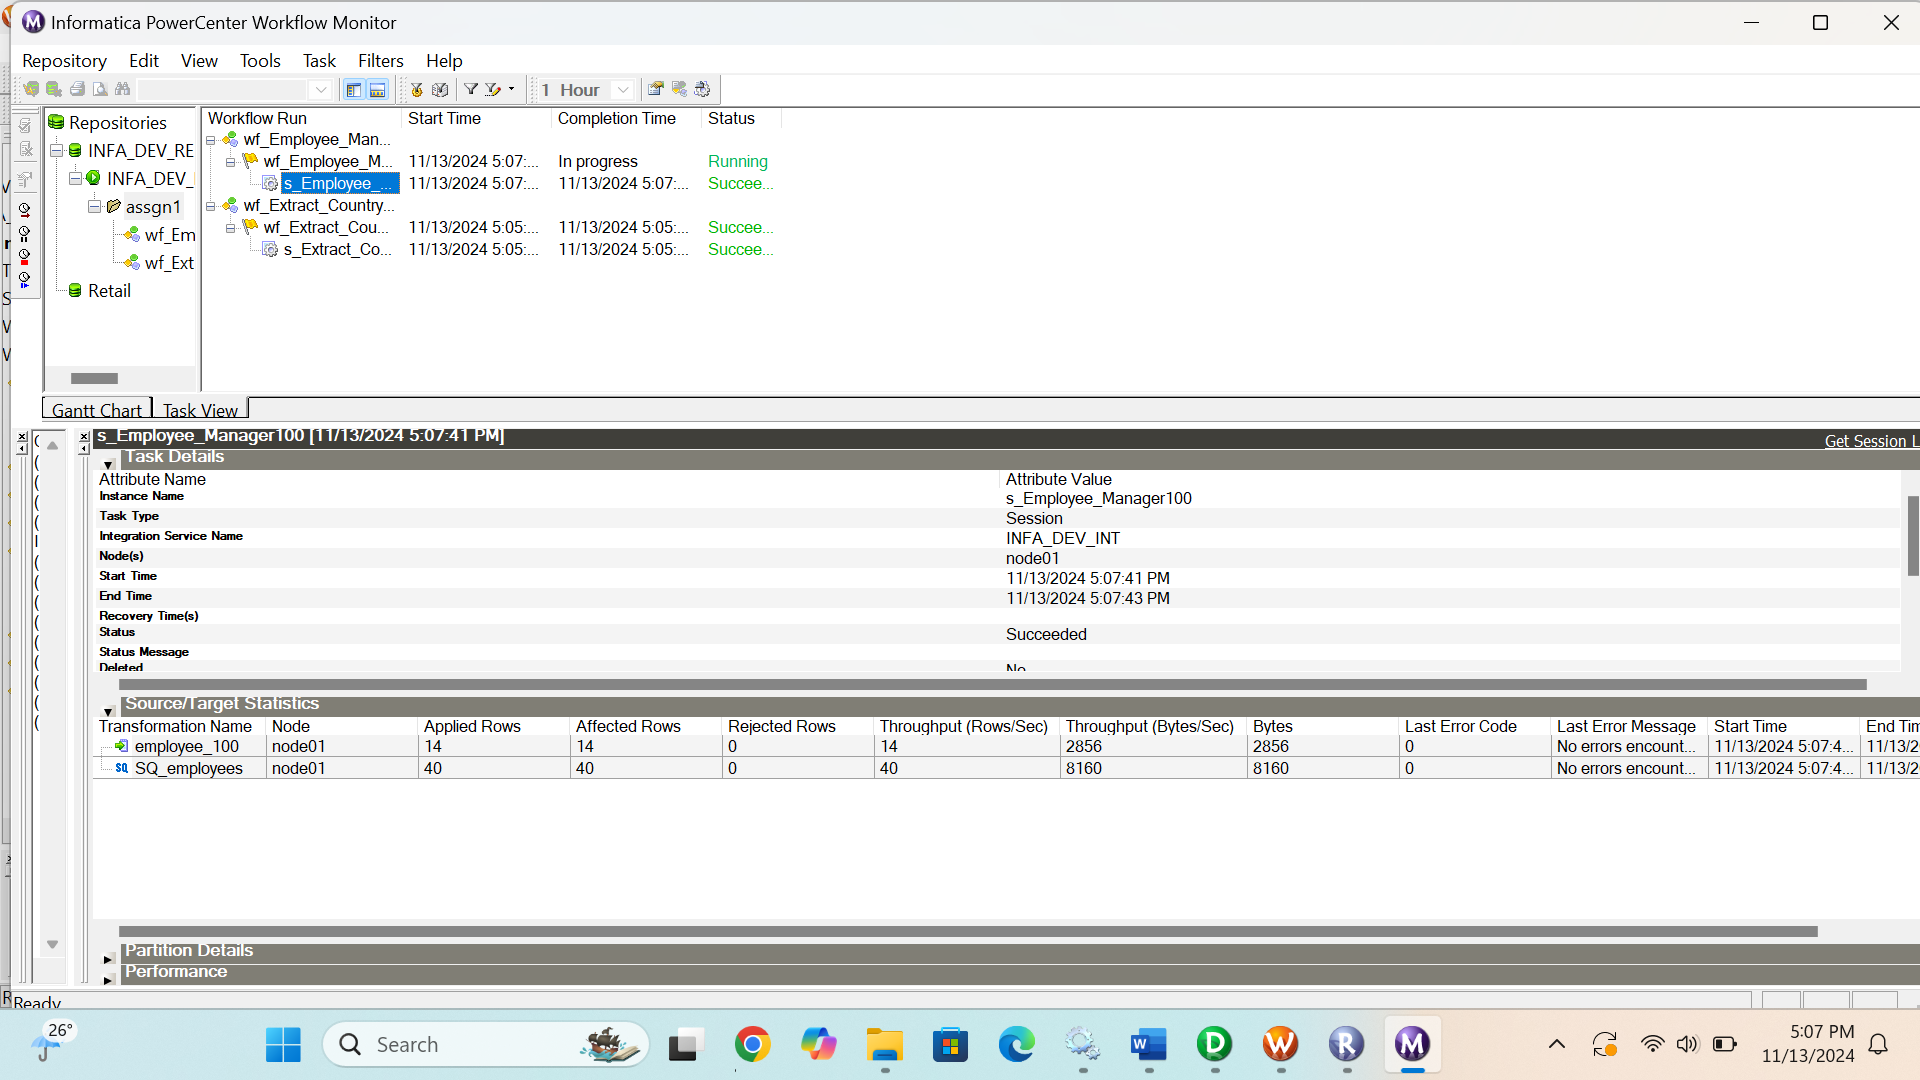 Informatica PowerCenter Workflow Monitor
Repository Edit View Tools Task Filters Help
1 Hour
Repositories
INFA_DEV_RE
INFA_DEV_
assgn1
wf_Em
wf_Ext
Retail
Workflow Run Start Time Completion Time Status
wf_Employee_Man...
wf_Employee_M... 11/13/2024 5:07:... In progress Running
s_Employee_... 11/13/2024 5:07:... 11/13/2024 5:07:... Succee...
wf_Extract_Country...
wf_Extract_Cou... 11/13/2024 5:05:... 11/13/2024 5:05:... Succee...
s_Extract_Co... 11/13/2024 5:05:... 11/13/2024 5:05:... Succee...
Gantt Chart Task View
s_Employee_Manager100 [11/13/2024 5:07:41 PM] Get Session L
Task Details
Attribute Name Attribute Value
Instance Name s_Employee_Manager100
Task Type Session
Integration Service Name INFA_DEV_INT
Node(s) node01
Start Time 11/13/2024 5:07:41 PM
End Time 11/13/2024 5:07:43 PM
Recovery Time(s)
Status Succeeded
Status Message
Deleted No
Source/Target Statistics
Transformation Name Node Applied Rows Affected Rows Rejected Rows Throughput (Rows/Sec) Throughput (Bytes/Sec) Bytes Last Error Code Last Error Message Start Time End Tim
employee_100 node01 14 14 0 14 2856 2856 0 No errors encount... 11/13/2024 5:07:4... 11/13/2
SQ_employees node01 40 40 0 40 8160 8160 0 No errors encount... 11/13/2024 5:07:4... 11/13/2
Partition Details
Performance
Ready
26°
Search
5:07 PM
11/13/2024